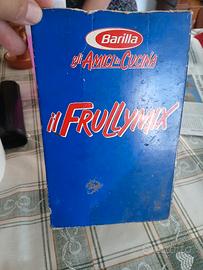 Barilla
gli AMICI in CUCINA
il FRULLYMIX